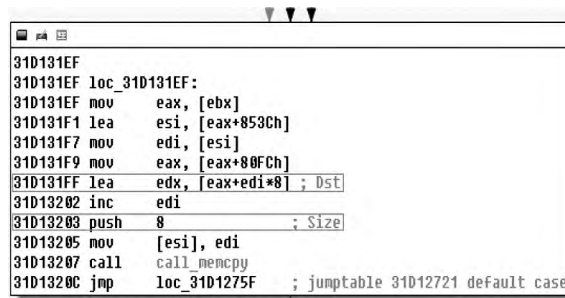 31D131EF
31D131EF loc_31D131EF:
31D131EF mov eax, [ebx]
31D131F1 lea esi, [eax+853Ch]
31D131F7 mov edi, [esi]
31D131F9 mov eax, [eax+80FCh]
31D131FF lea edx, [eax+edi*8] ; Dst
31D13202 inc edi
31D13203 push 8 ; Size
31D13205 mov [esi], edi
31D13207 call call_memcpy
31D1320C jmp loc_31D1275F ; jumptable 31D12721 default case